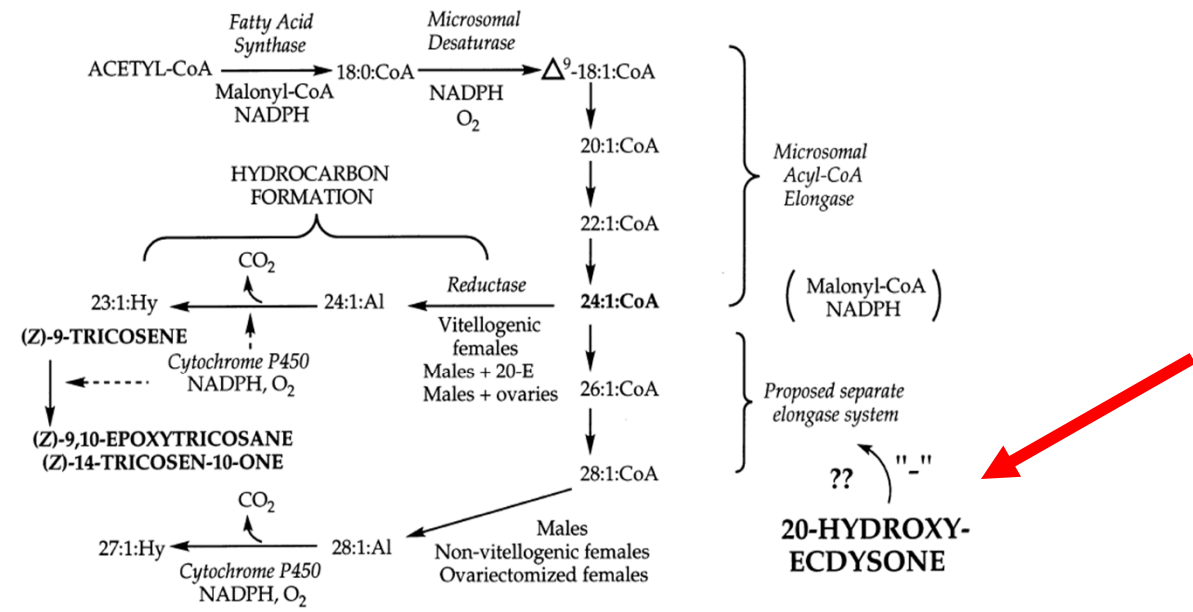 Fatty Acid
Synthase
Microsomal
Desaturase
ACETYL-CoA
18:0:CoA
Δ⁹-18:1:CoA
Malonyl-CoA
NADPH
NADPH
O₂
20:1:CoA
Microsomal
Acyl-CoA
Elongase
HYDROCARBON
FORMATION
22:1:CoA
CO₂
Reductase
23:1:Hy
24:1:Al
24:1:CoA
Malonyl-CoA
NADPH
(Z)-9-TRICOSENE
Vitellogenic
females
Males + 20-E
Males + ovaries
Cytochrome P450
NADPH, O₂
26:1:CoA
Proposed separate
elongase system
(Z)-9,10-EPOXYTRICOSANE
(Z)-14-TRICOSEN-10-ONE
28:1:CoA
?? "-"
20-HYDROXY-
ECDYSONE
CO₂
27:1:Hy
28:1:Al
Males
Non-vitellogenic females
Ovariectomized females
Cytochrome P450
NADPH, O₂